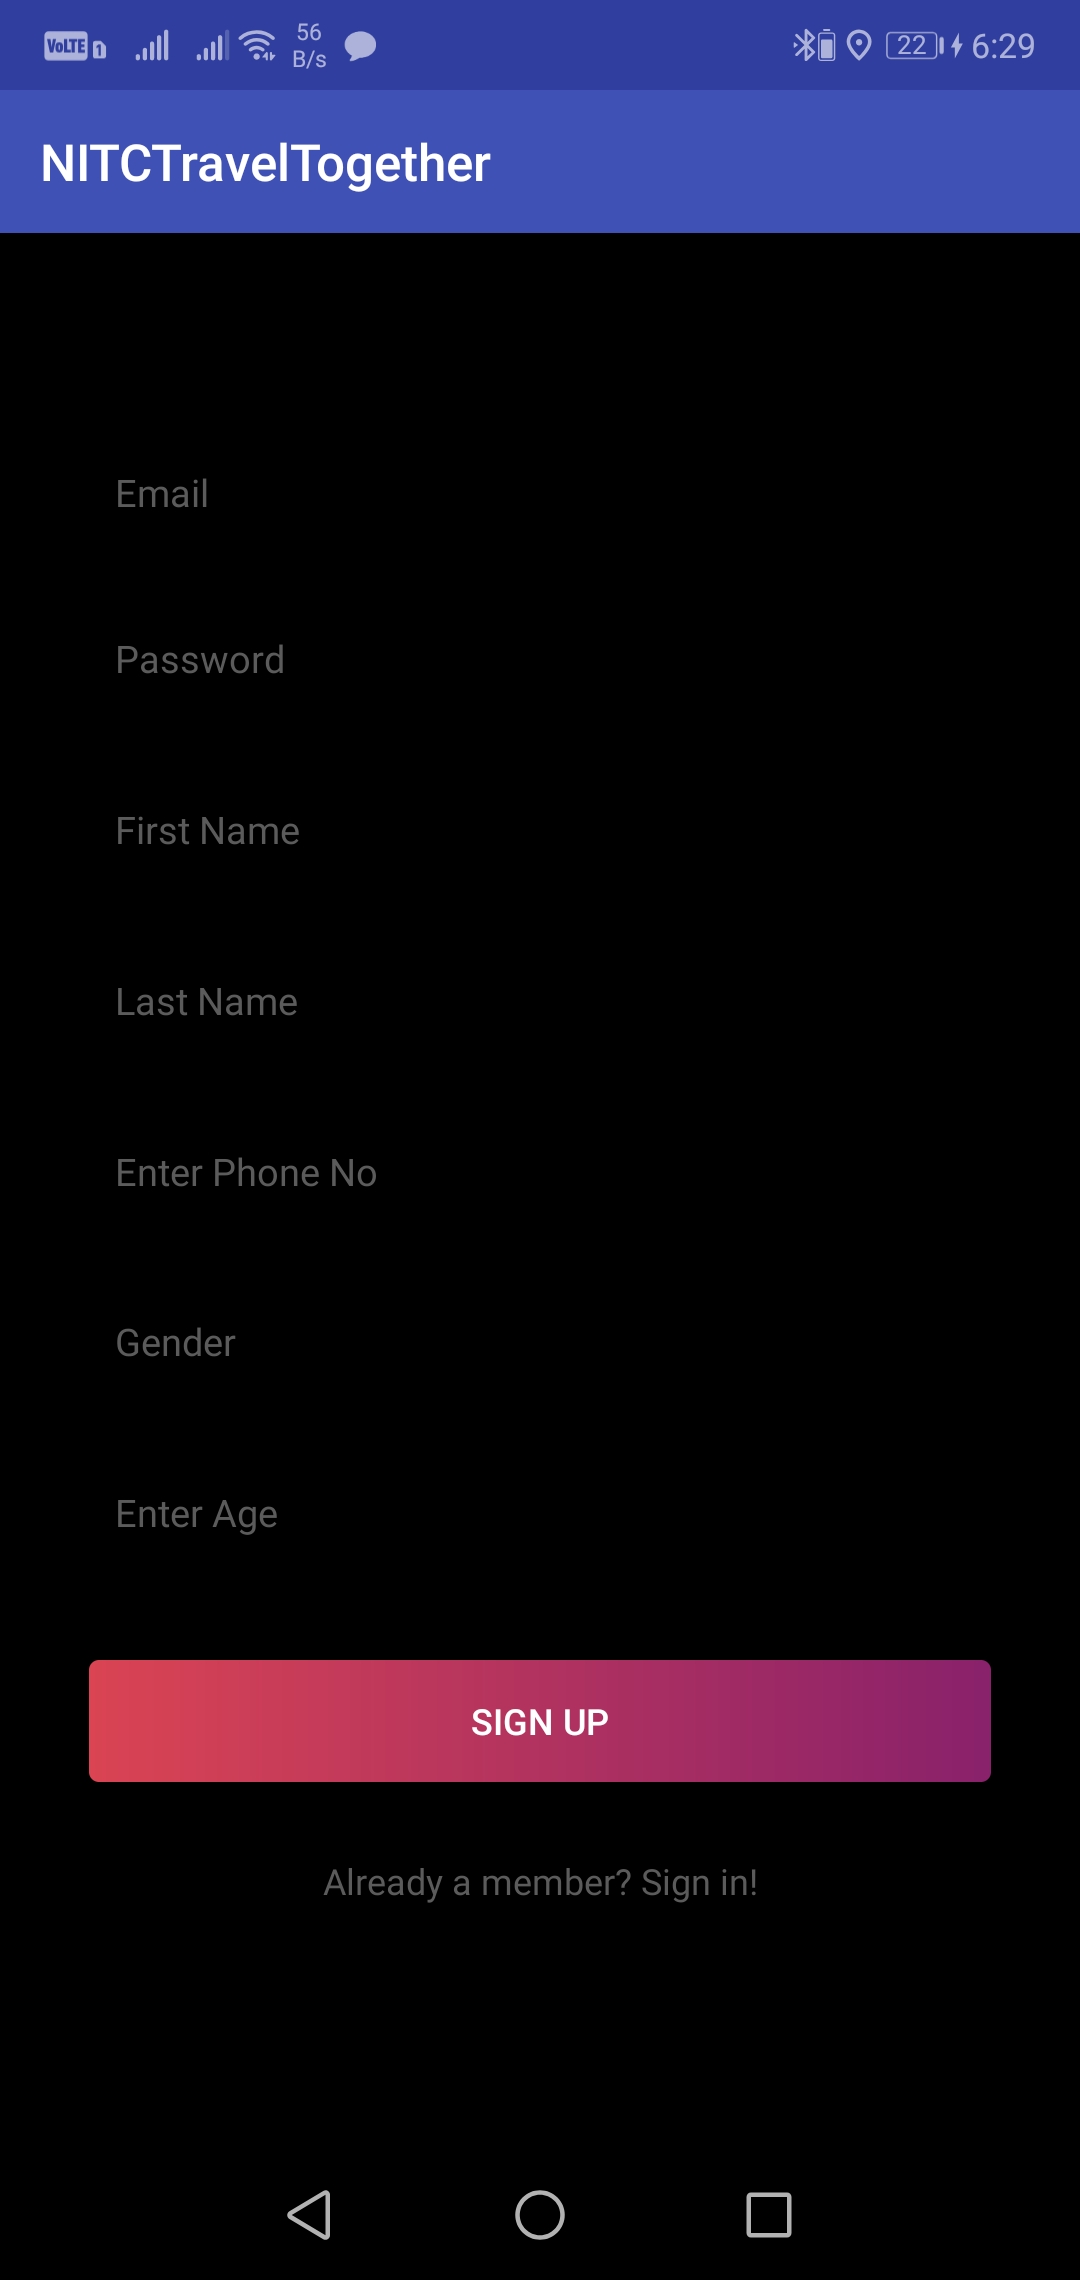 VoLTE 1 56 B/s 22 6:29
NITCTravelTogether
Email
Password
First Name
Last Name
Enter Phone No
Gender
Enter Age
SIGN UP
Already a member? Sign in!